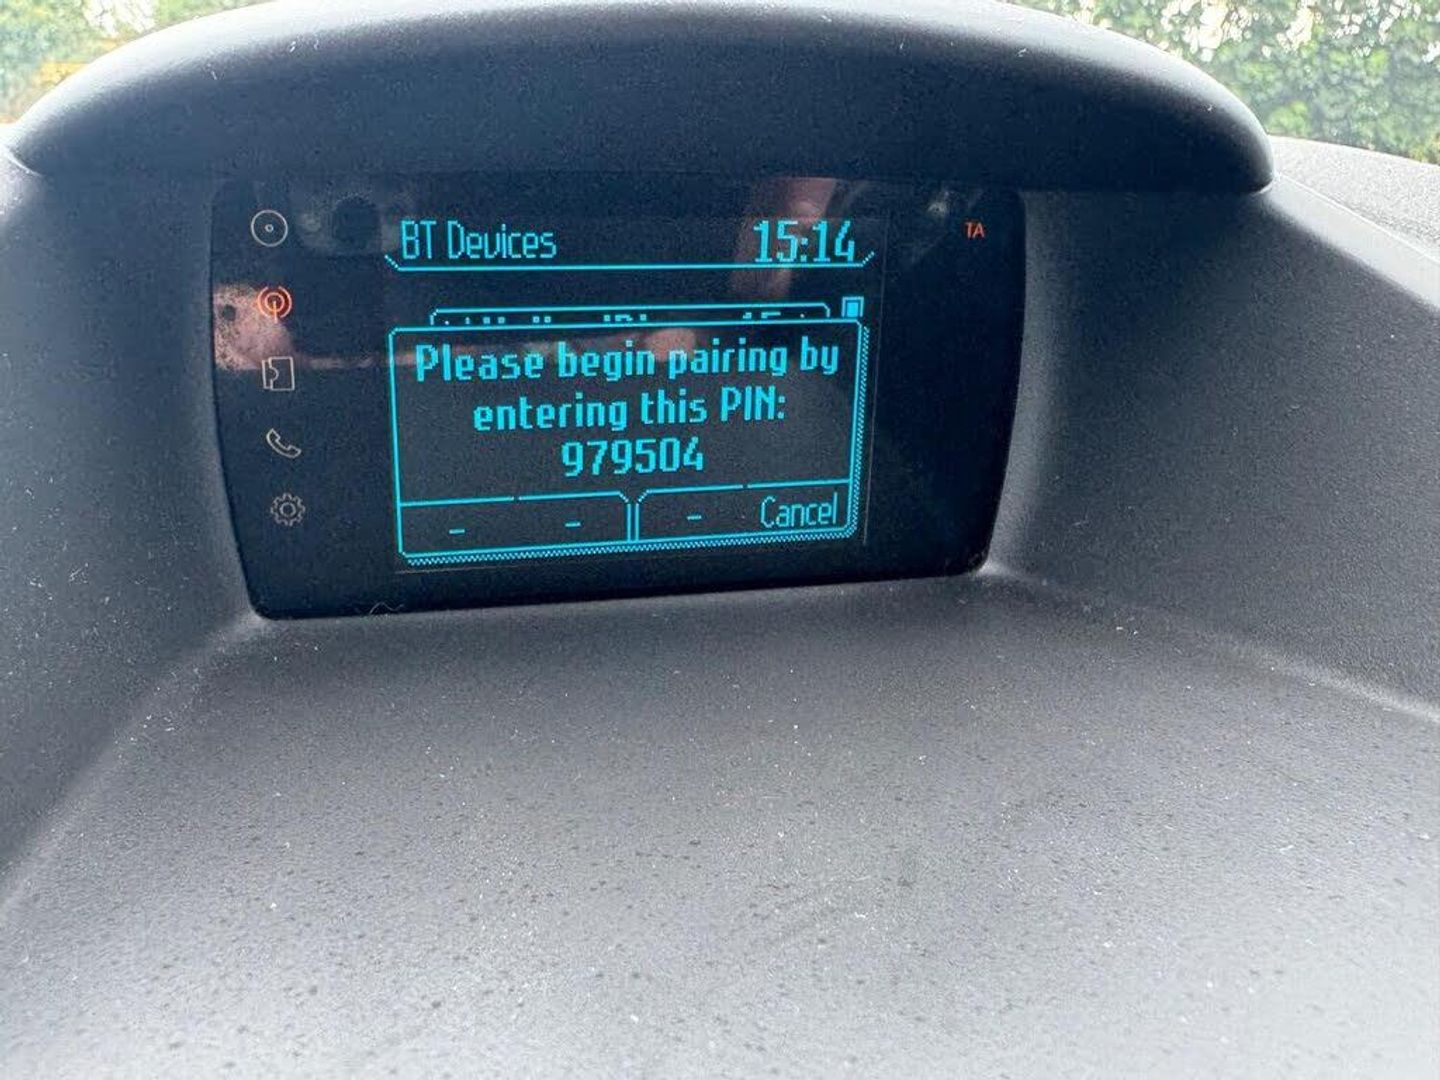 BT Devices 15:14
TA
Please begin pairing by
entering this PIN:
979504
- - - Cancel